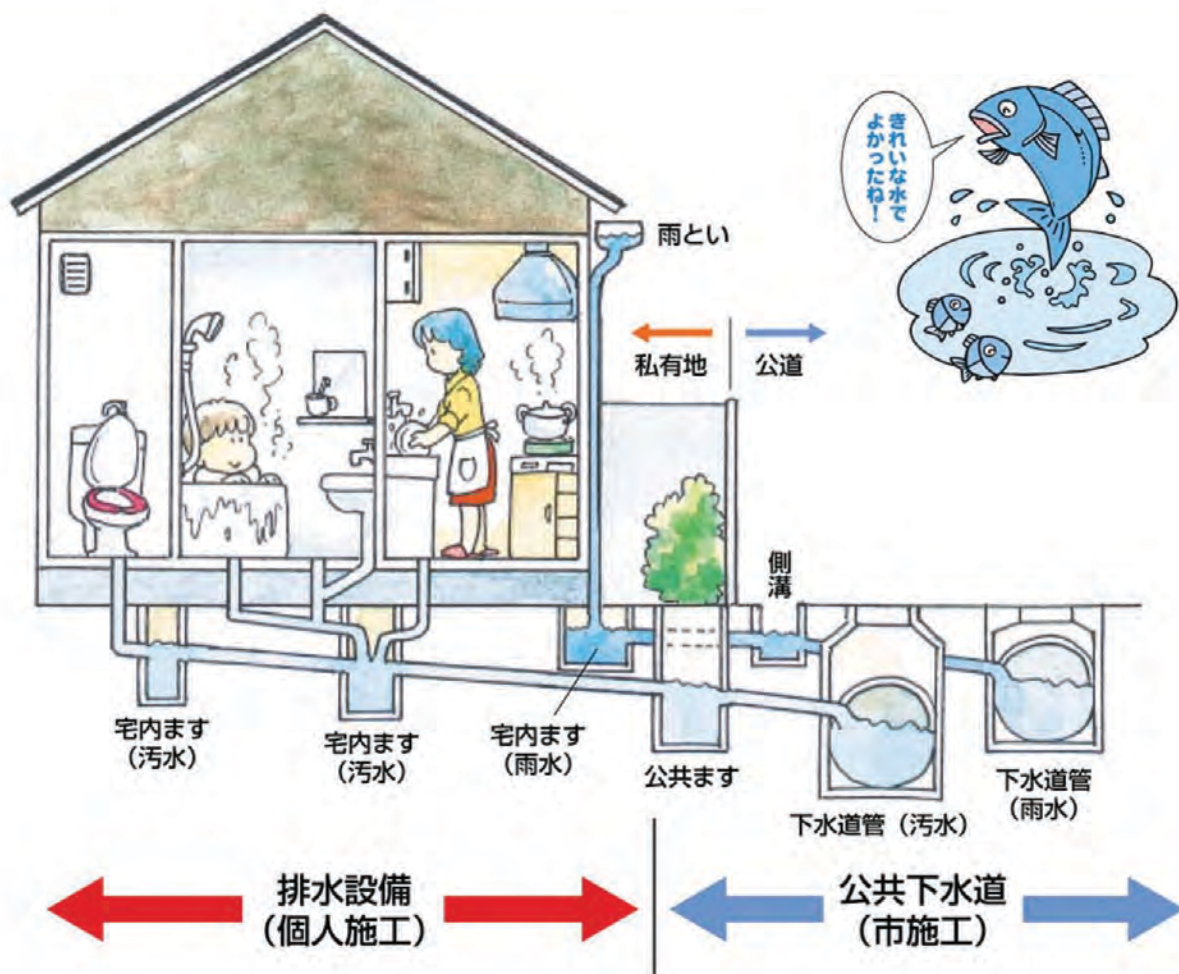 きれいな水で
よかったね！
雨とい
私有地
公道
側溝
宅内ます
（汚水）
宅内ます
（汚水）
宅内ます
（雨水）
公共ます
下水道管（汚水）
下水道管
（雨水）
排水設備
（個人施工）
公共下水道
（市施工）